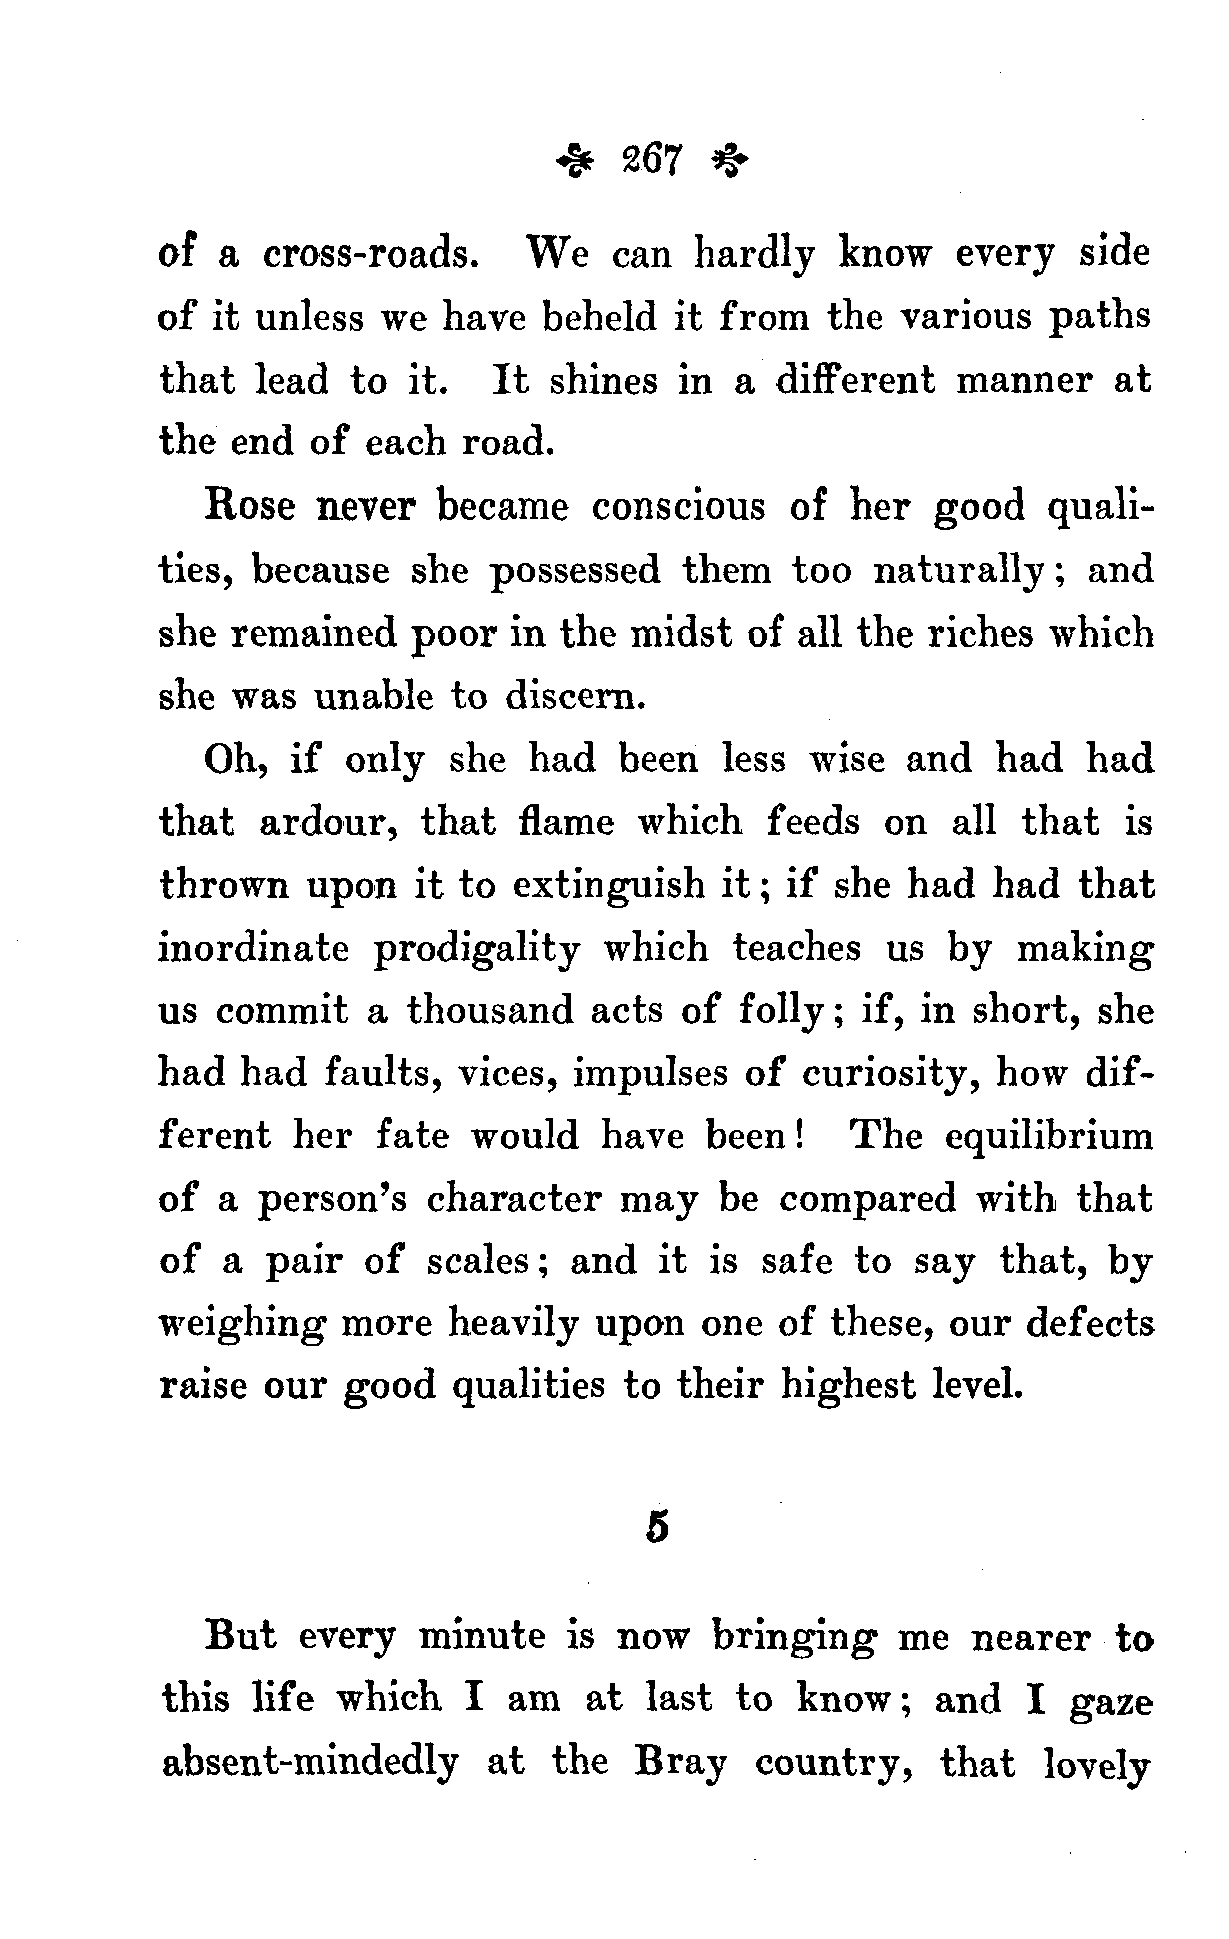 267
of a cross-roads. We can hardly know every side
of it unless we have beheld it from the various paths
that lead to it. It shines in a different manner at
the end of each road.
Rose never became conscious of her good quali-
ties, because she possessed them too naturally; and
she remained poor in the midst of all the riches which
she was unable to discern.
Oh, if only she had been less wise and had had
that ardour, that flame which feeds on all that is
thrown upon it to extinguish it; if she had had that
inordinate prodigality which teaches us by making
us commit a thousand acts of folly; if, in short, she
had had faults, vices, impulses of curiosity, how dif-
ferent her fate would have been! The equilibrium
of a person's character may be compared with that
of a pair of scales; and it is safe to say that, by
weighing more heavily upon one of these, our defects
raise our good qualities to their highest level.
5
But every minute is now bringing me nearer to
this life which I am at last to know; and I gaze
absent-mindedly at the Bray country, that lovely